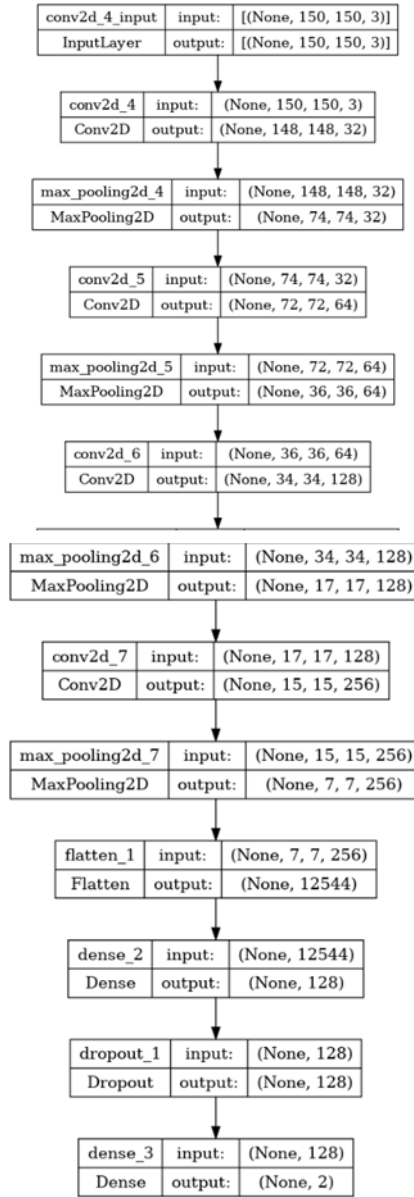 conv2d_4_input input: [(None, 150, 150, 3)]
InputLayer output: [(None, 150, 150, 3)]
conv2d_4 input: (None, 150, 150, 3)
Conv2D output: (None, 148, 148, 32)
max_pooling2d_4 input: (None, 148, 148, 32)
MaxPooling2D output: (None, 74, 74, 32)
conv2d_5 input: (None, 74, 74, 32)
Conv2D output: (None, 72, 72, 64)
max_pooling2d_5 input: (None, 72, 72, 64)
MaxPooling2D output: (None, 36, 36, 64)
conv2d_6 input: (None, 36, 36, 64)
Conv2D output: (None, 34, 34, 128)
max_pooling2d_6 input: (None, 34, 34, 128)
MaxPooling2D output: (None, 17, 17, 128)
conv2d_7 input: (None, 17, 17, 128)
Conv2D output: (None, 15, 15, 256)
max_pooling2d_7 input: (None, 15, 15, 256)
MaxPooling2D output: (None, 7, 7, 256)
flatten_1 input: (None, 7, 7, 256)
Flatten output: (None, 12544)
dense_2 input: (None, 12544)
Dense output: (None, 128)
dropout_1 input: (None, 128)
Dropout output: (None, 128)
dense_3 input: (None, 128)
Dense output: (None, 2)